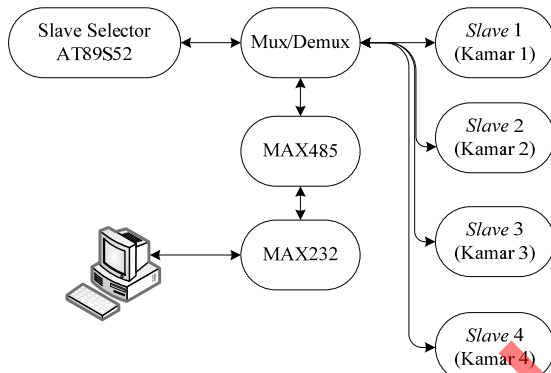 Slave Selector
AT89S52
Mux/Demux
Slave 1
(Kamar 1)
Slave 2
(Kamar 2)
MAX485
Slave 3
(Kamar 3)
MAX232
Slave 4
(Kamar 4)